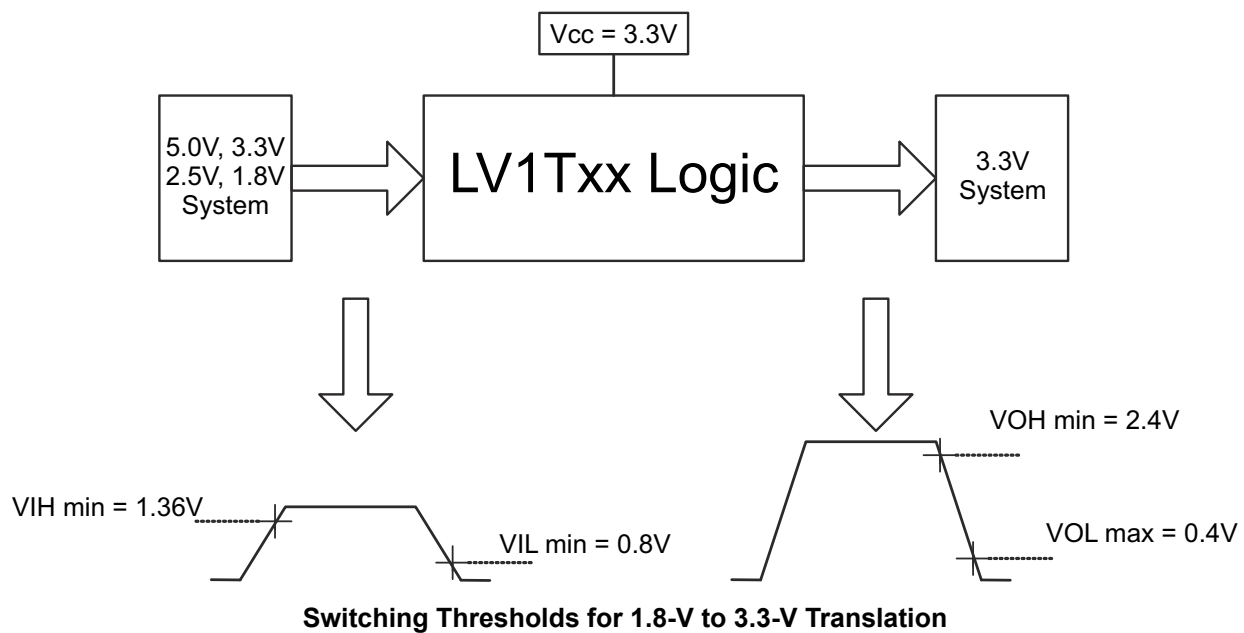 Vcc = 3.3V
5.0V, 3.3V
2.5V, 1.8V
System
LV1Txx Logic
3.3V
System
VOH min = 2.4V
VIH min = 1.36V
VIL min = 0.8V
VOL max = 0.4V
Switching Thresholds for 1.8-V to 3.3-V Translation